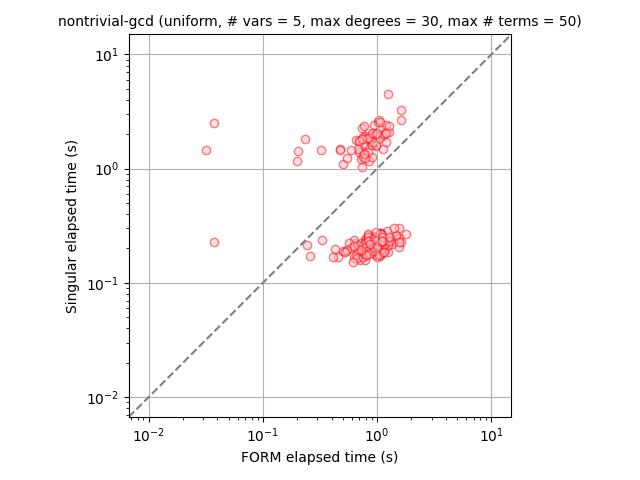 nontrivial-gcd (uniform, # vars = 5, max degrees = 30, max # terms = 50)
10¹
10⁰
10⁻¹
10⁻²
Singular elapsed time (s)
10⁻² 10⁻¹ 10⁰ 10¹
FORM elapsed time (s)